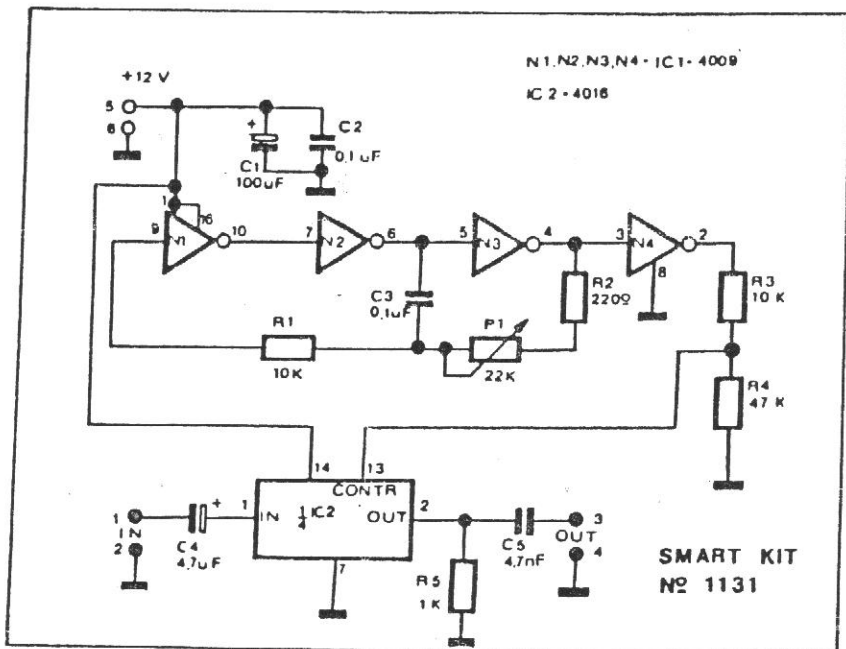 N1,N2,N3,N4 - IC1 - 4009
IC 2 - 4016
+12 V
5
6
+
C1
100uF
C2
0,1uF
1
16
9
N1
10
7
N2
6
5
N3
4
3
N4
2
8
C3
0,1uF
R1
10K
P1
22K
R2
220Ω
R3
10 K
R4
47 K
14
13
CONTR
1
IN
1/4 IC2
OUT
2
7
1
IN
2
+
C4
4,7uF
C5
4,7nF
3
OUT
4
R5
1K
SMART KIT
Nº 1131